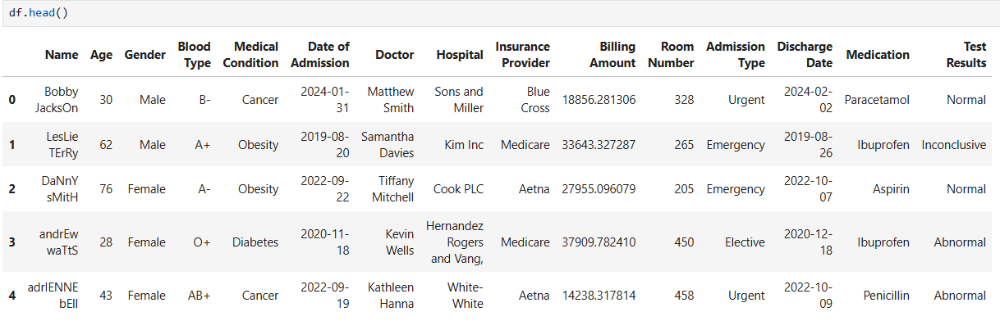 df.head()
Name Age Gender Blood Type Medical Condition Date of Admission Doctor Hospital Insurance Provider Billing Amount Room Number Admission Type Discharge Date Medication Test Results
0 Bobby JacksOn 30 Male B- Cancer 2024-01-31 Matthew Smith Sons and Miller Blue Cross 18856.281306 328 Urgent 2024-02-02 Paracetamol Normal
1 LesLie TErRy 62 Male A+ Obesity 2019-08-20 Samantha Davies Kim Inc Medicare 33643.327287 265 Emergency 2019-08-26 Ibuprofen Inconclusive
2 DaNnY sMitH 76 Female A- Obesity 2022-09-22 Tiffany Mitchell Cook PLC Aetna 27955.096079 205 Emergency 2022-10-07 Aspirin Normal
3 andrEw waTtS 28 Female O+ Diabetes 2020-11-18 Kevin Wells Hernandez Rogers and Vang, Medicare 37909.782410 450 Elective 2020-12-18 Ibuprofen Abnormal
4 adrIENNE bEll 43 Female AB+ Cancer 2022-09-19 Kathleen Hanna White-White Aetna 14238.317814 458 Urgent 2022-10-09 Penicillin Abnormal